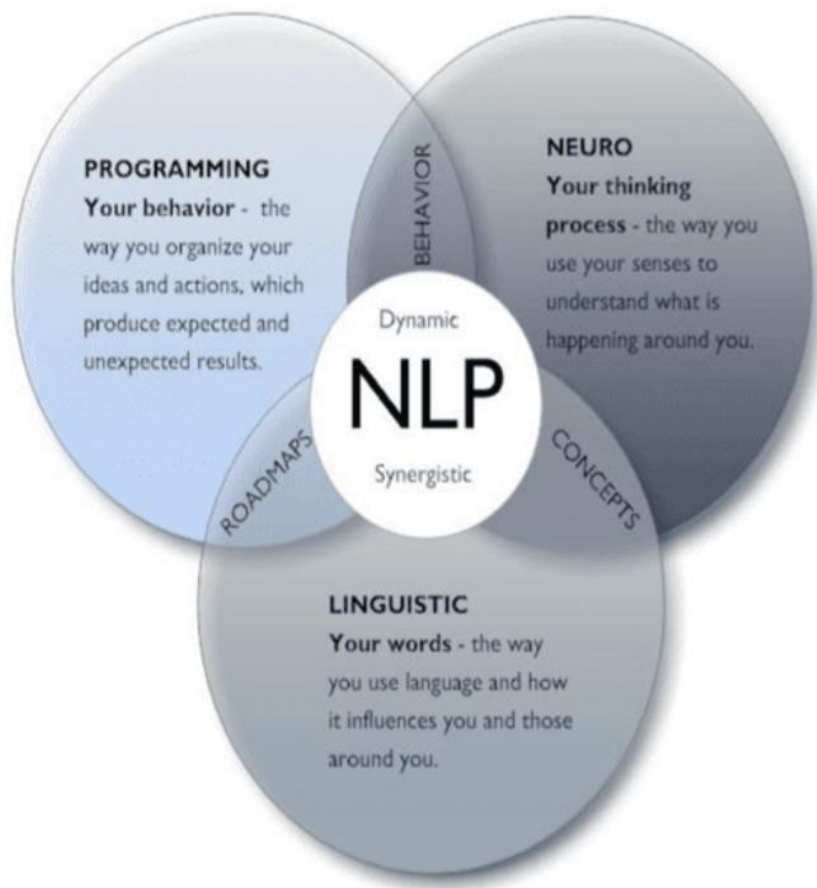 PROGRAMMING
Your behavior - the
way you organize your
ideas and actions, which
produce expected and
unexpected results.
BEHAVIOR
NEURO
Your thinking
process - the way you
use your senses to
understand what is
happening around you.
Dynamic
NLP
Synergistic
ROADMAPS
CONCEPTS
LINGUISTIC
Your words - the way
you use language and how
it influences you and those
around you.